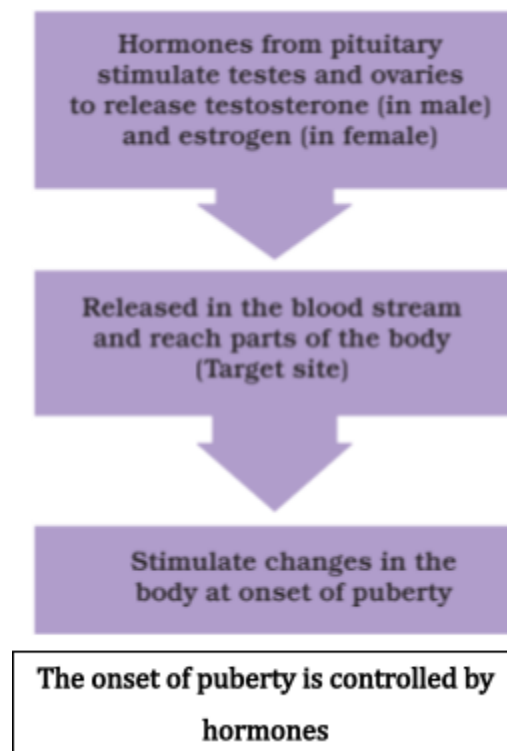 Hormones from pituitary
stimulate testes and ovaries
to release testosterone (in male)
and estrogen (in female)
Released in the blood stream
and reach parts of the body
(Target site)
Stimulate changes in the
body at onset of puberty
The onset of puberty is controlled by
hormones